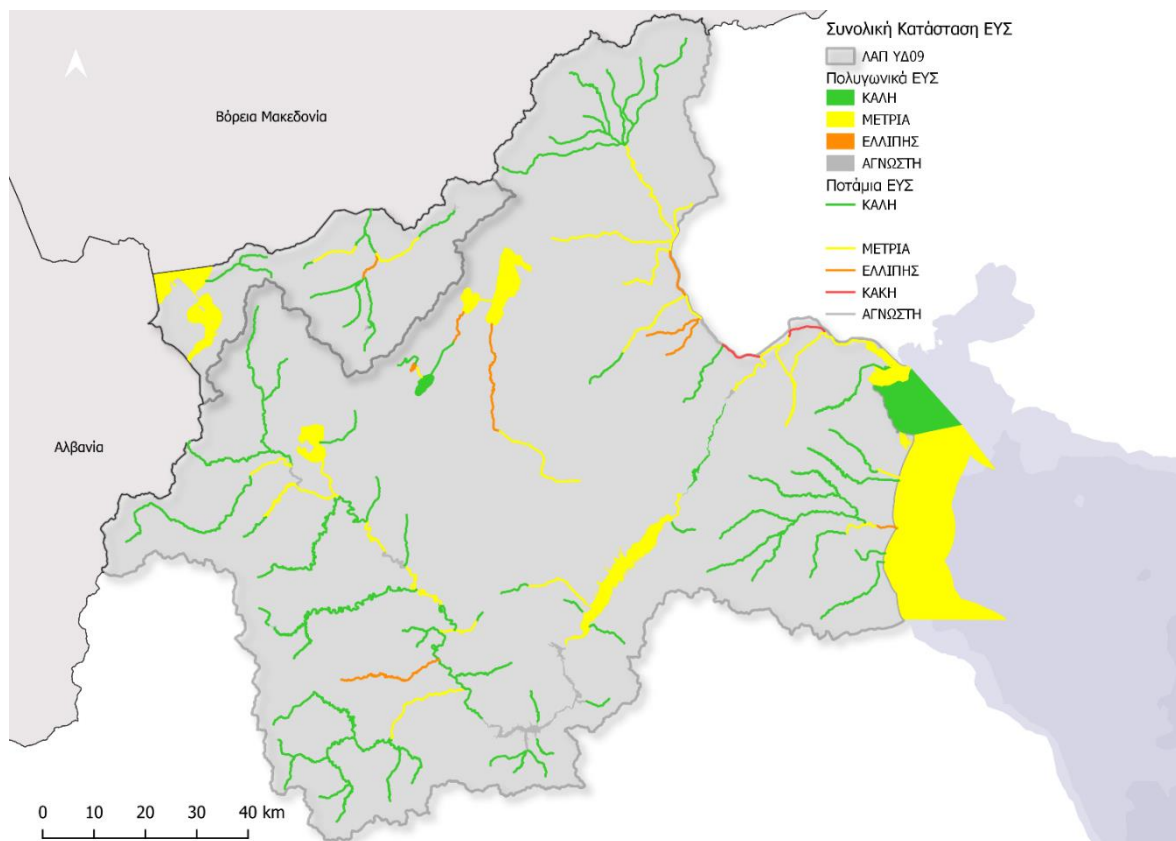 Συνολική Κατάσταση ΕΥΣ
ΛΑΠ ΥΔ09
Πολυγωνικά ΕΥΣ
ΚΑΛΗ
ΜΕΤΡΙΑ
ΕΛΛΙΠΗΣ
ΑΓΝΩΣΤΗ
Ποτάμια ΕΥΣ
ΚΑΛΗ
ΜΕΤΡΙΑ
ΕΛΛΙΠΗΣ
ΚΑΚΗ
ΑΓΝΩΣΤΗ
Βόρεια Μακεδονία
Αλβανία
0 10 20 30 40 km